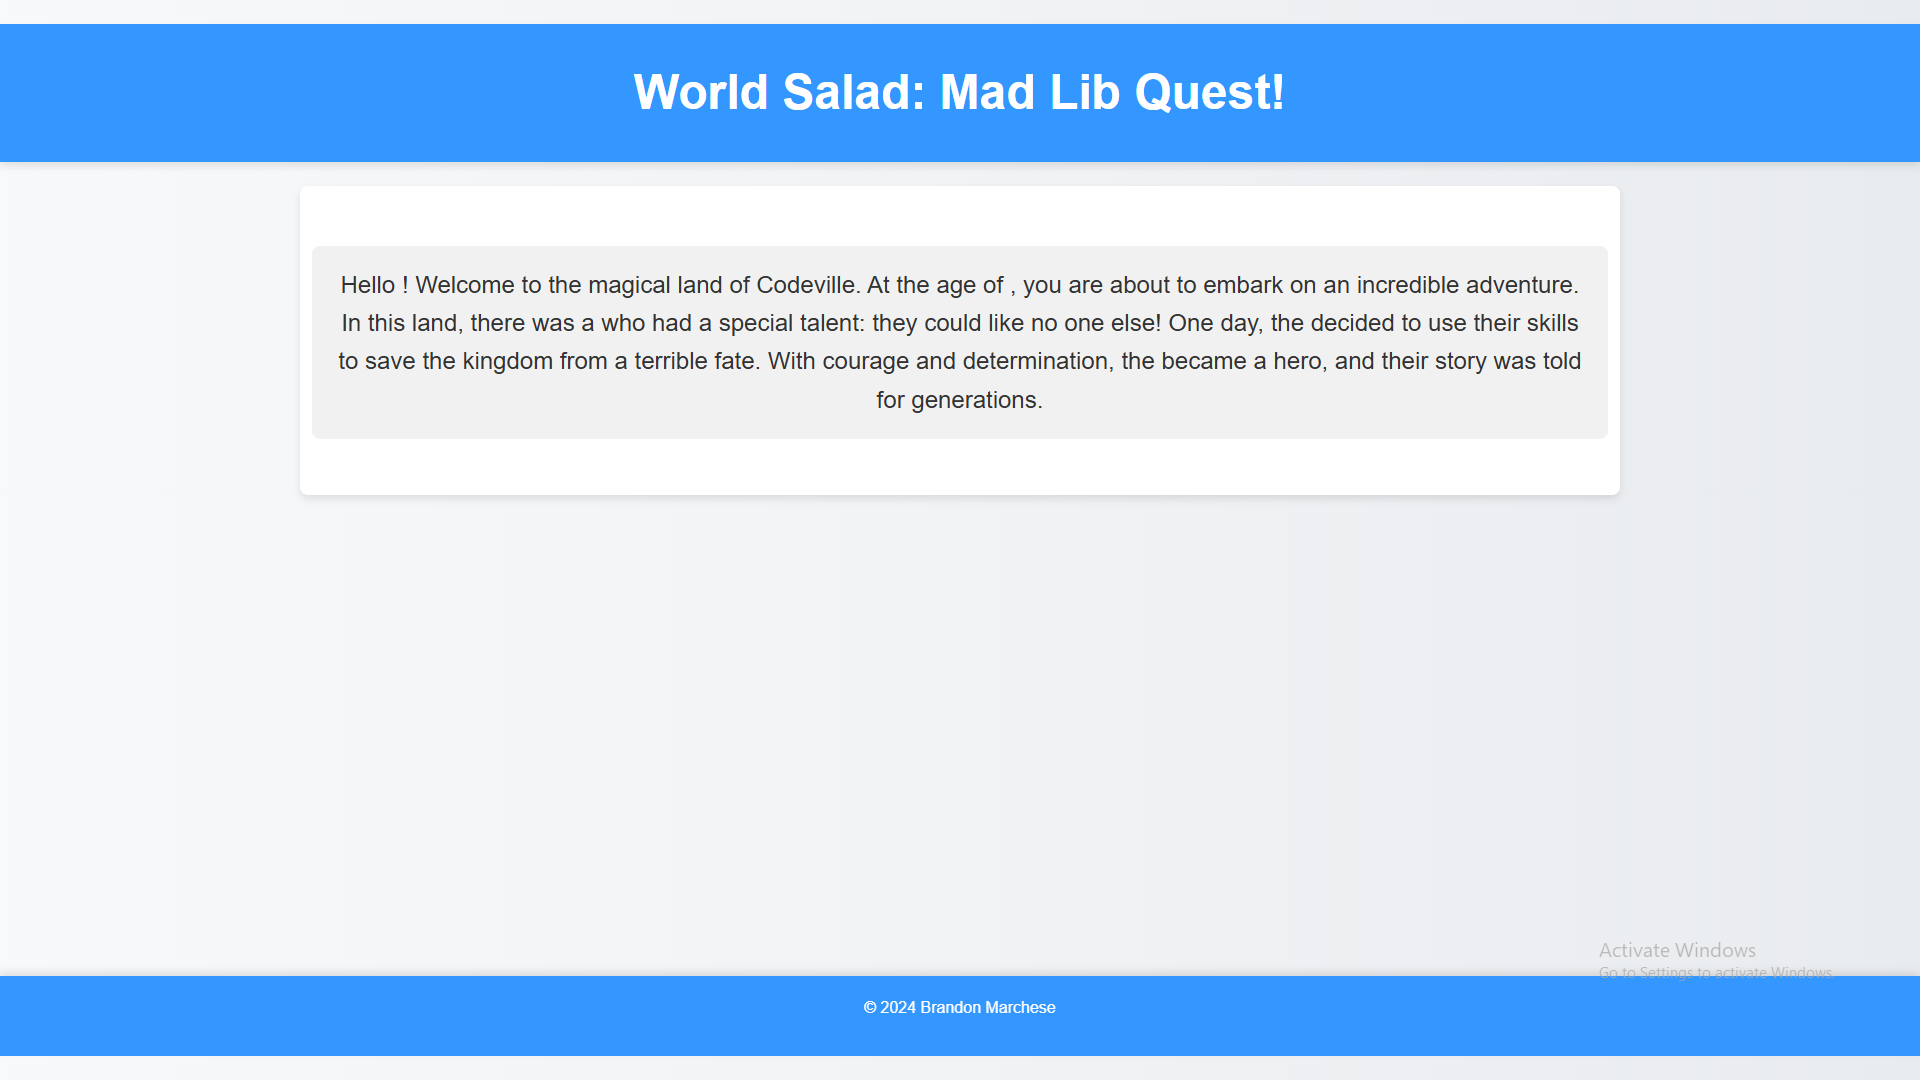 World Salad: Mad Lib Quest!
Hello ! Welcome to the magical land of Codeville. At the age of , you are about to embark on an incredible adventure.
In this land, there was a who had a special talent: they could like no one else! One day, the decided to use their skills
to save the kingdom from a terrible fate. With courage and determination, the became a hero, and their story was told
for generations.
Activate Windows
Go to Settings to activate Windows.
© 2024 Brandon Marchese